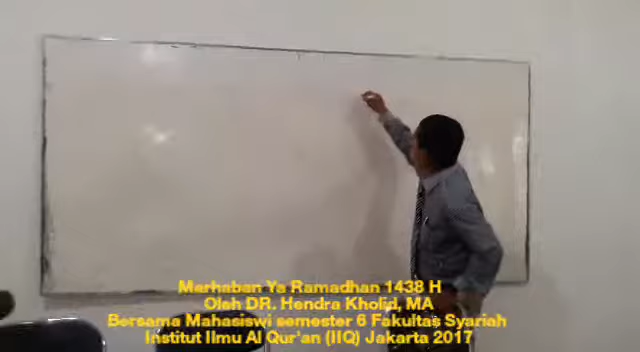 Marhaban Ya Ramadhan 1438 H
Oleh DR. Hendra Kholid, MA
Bersama Mahasiswi semester 6 Fakultas Syariah
Institut Ilmu Al Qur'an (IIQ) Jakarta 2017